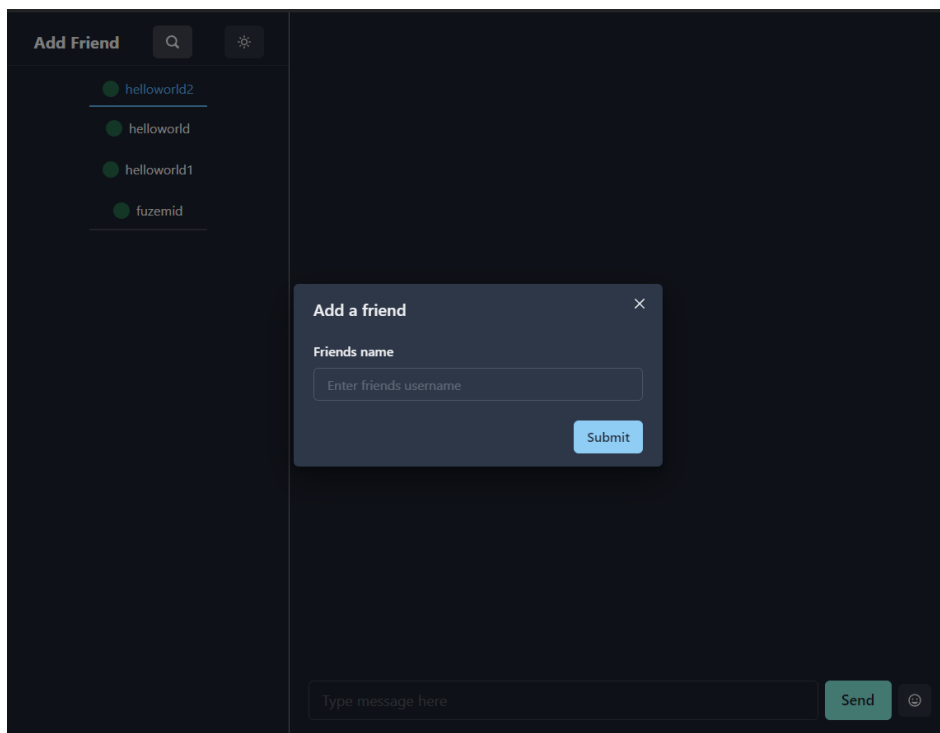 Add Friend
helloworld2
helloworld
helloworld1
fuzemid
Add a friend
Friends name
Enter friends username
Submit
Type message here
Send